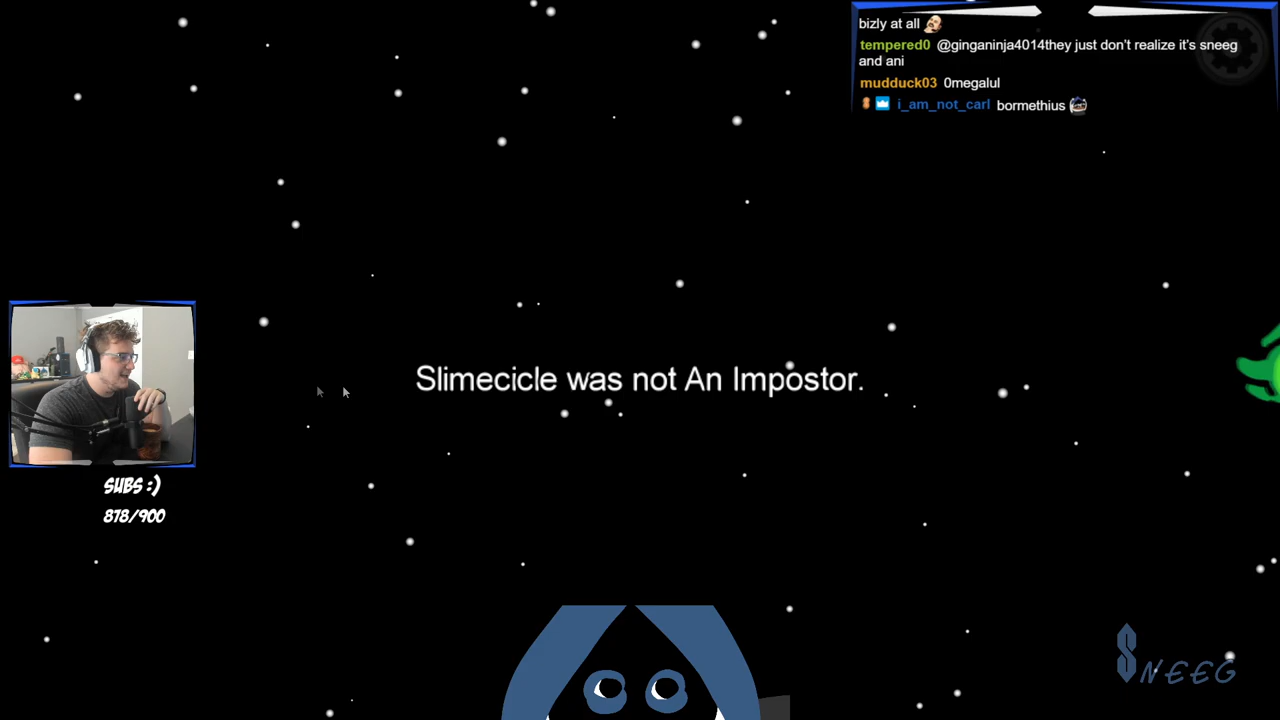 bizly at all
tempered0 @ginganinja4014they just don't realize it's sneeg
and ani
mudduck03 0megalul
i_am_not_carl bormethius
Slimecicle was not An Impostor.
SUBS :)
878/900
SNEEG